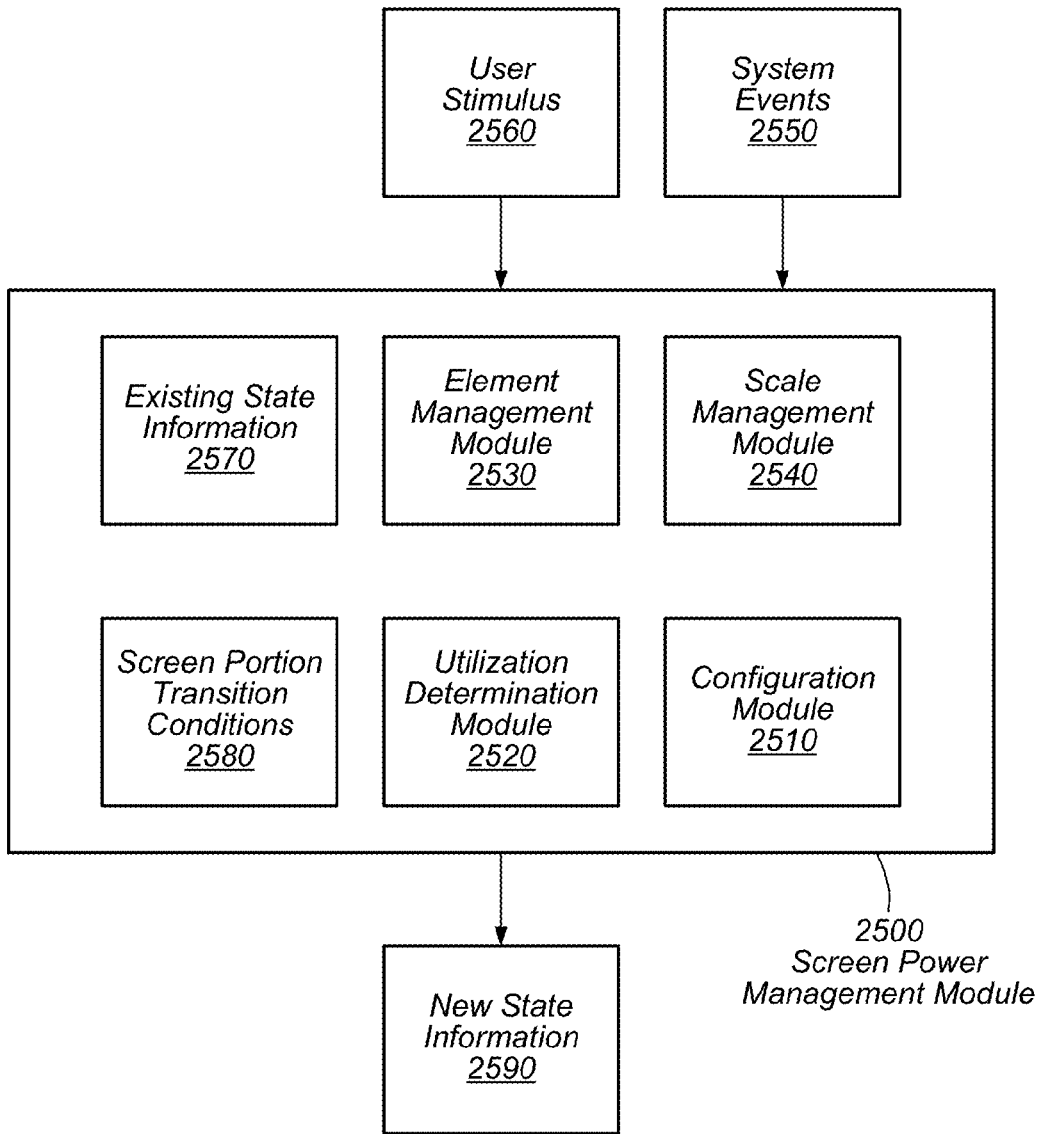 User
Stimulus
2560
System
Events
2550
Existing State
Information
2570
Element
Management
Module
2530
Scale
Management
Module
2540
Screen Portion
Transition
Conditions
2580
Utilization
Determination
Module
2520
Configuration
Module
2510
2500
Screen Power
Management Module
New State
Information
2590